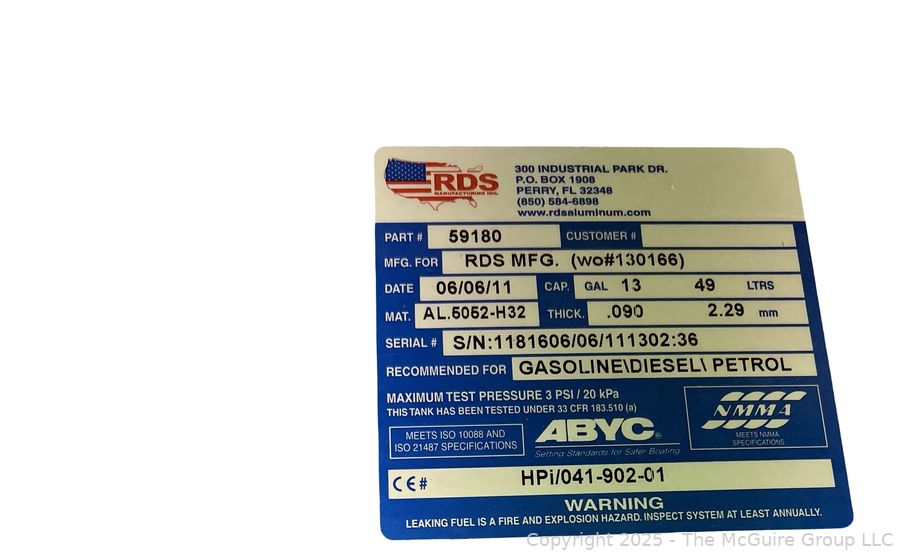 RDS
MANUFACTURING INC.
300 INDUSTRIAL PARK DR.
P.O. BOX 1908
PERRY, FL 32348
(850) 584-6898
www.rdsaluminum.com
PART # 59180 CUSTOMER #
MFG. FOR RDS MFG. (wo#130166)
DATE 06/06/11 CAP. GAL 13 49 LTRS
MAT. AL.5052-H32 THICK. .090 2.29 mm
SERIAL # S/N:1181606/06/111302:36
RECOMMENDED FOR GASOLINE\DIESEL\ PETROL
MAXIMUM TEST PRESSURE 3 PSI / 20 kPa
THIS TANK HAS BEEN TESTED UNDER 33 CFR 183.510 (a)
MEETS ISO 10088 AND
ISO 21487 SPECIFICATIONS
ABYC®
Setting Standards for Safer Boating
NMMA
MEETS NMMA
SPECIFICATIONS
CE# HPi/041-902-01
WARNING
LEAKING FUEL IS A FIRE AND EXPLOSION HAZARD. INSPECT SYSTEM AT LEAST ANNUALLY.
Copyright 2025 - The McGuire Group LLC